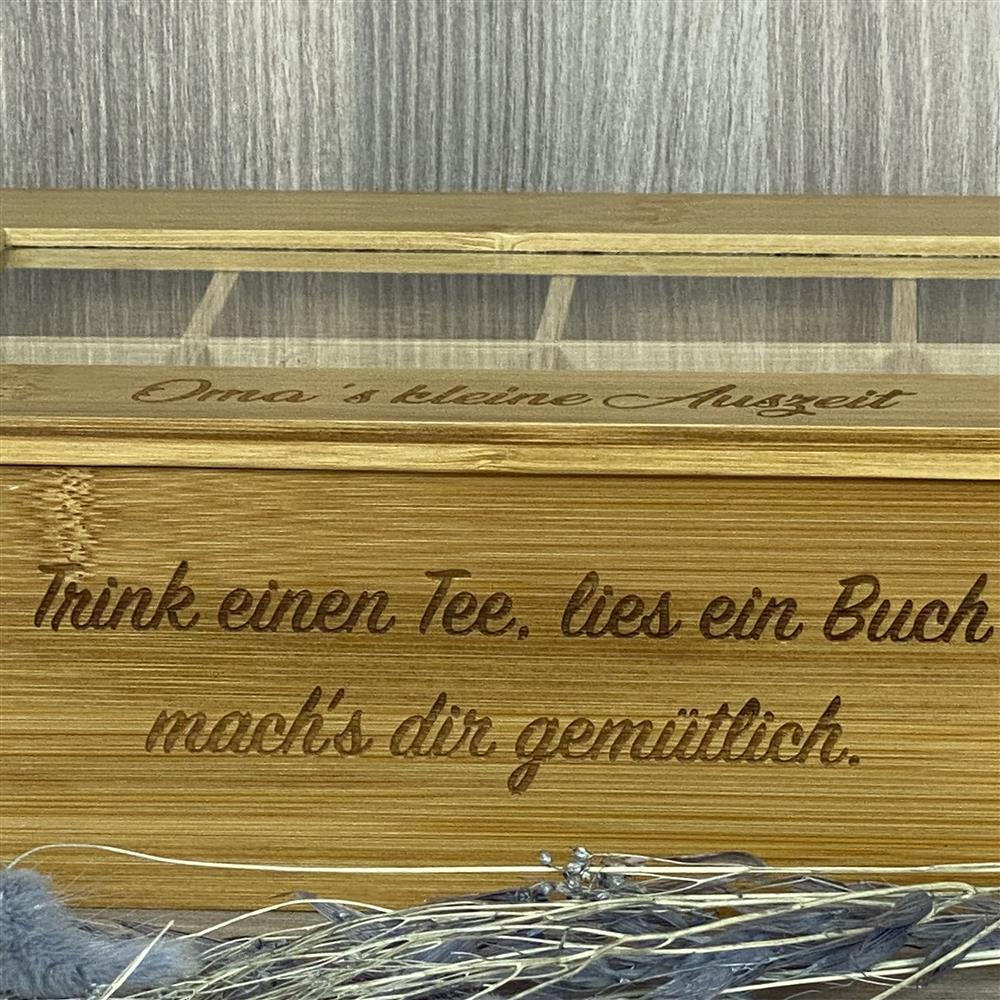 Oma ´s kleine Auszeit
Trink einen Tee, lies ein Buch
mach's dir gemütlich.